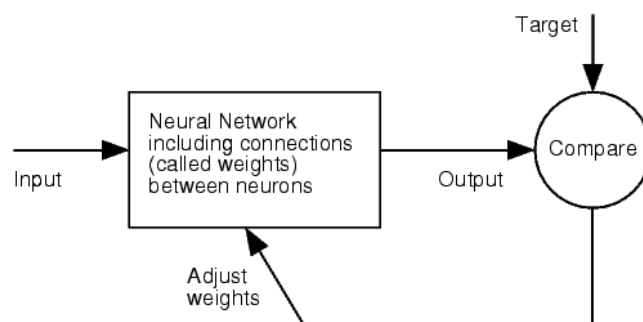 Target
Neural Network
including connections
(called weights)
between neurons
Compare
Input
Output
Adjust
weights